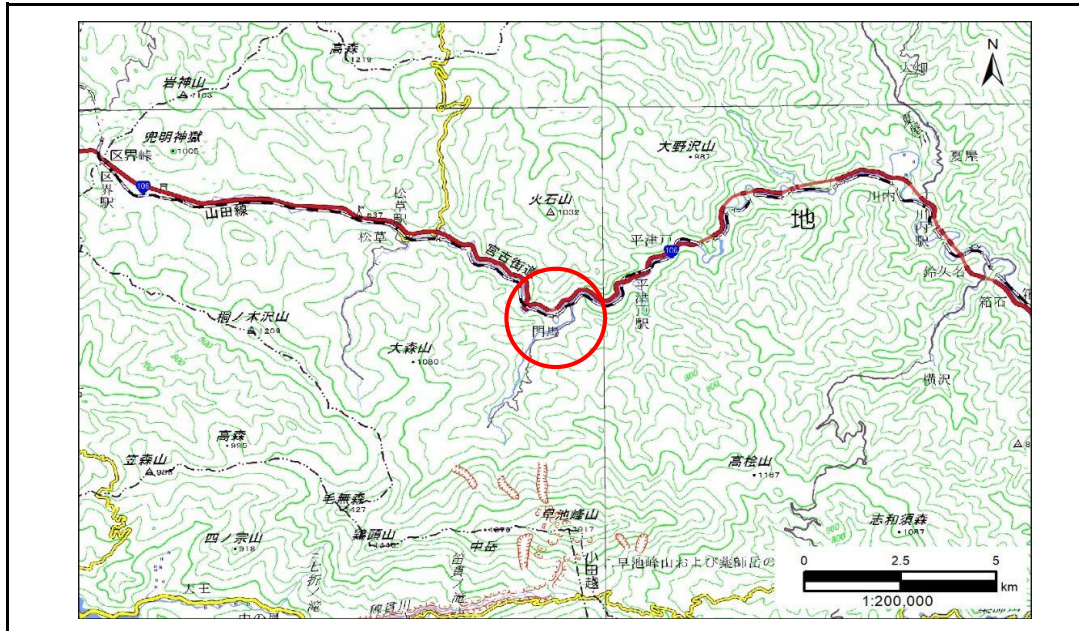 高森
1219
N
岩神山
1103
兜明神嶽
1005
大野沢山
987
夏屋
区界峠
区界駅
106
山田線
松草駅
837
松草
火石山
1032
宮古街道
平津戸
106
平津戸駅
地
川内
川内駅
鈴久名
箱石
桐ノ木沢山
大森山
1080
門馬
横沢
800
高森
笠森山
毛無森
高桧山
1167
志和須森
四ノ宗山
918
鶏頭山
中岳
早池峰山
小田越
早池峰山および薬師岳の
0
2.5
5
km
1:200,000